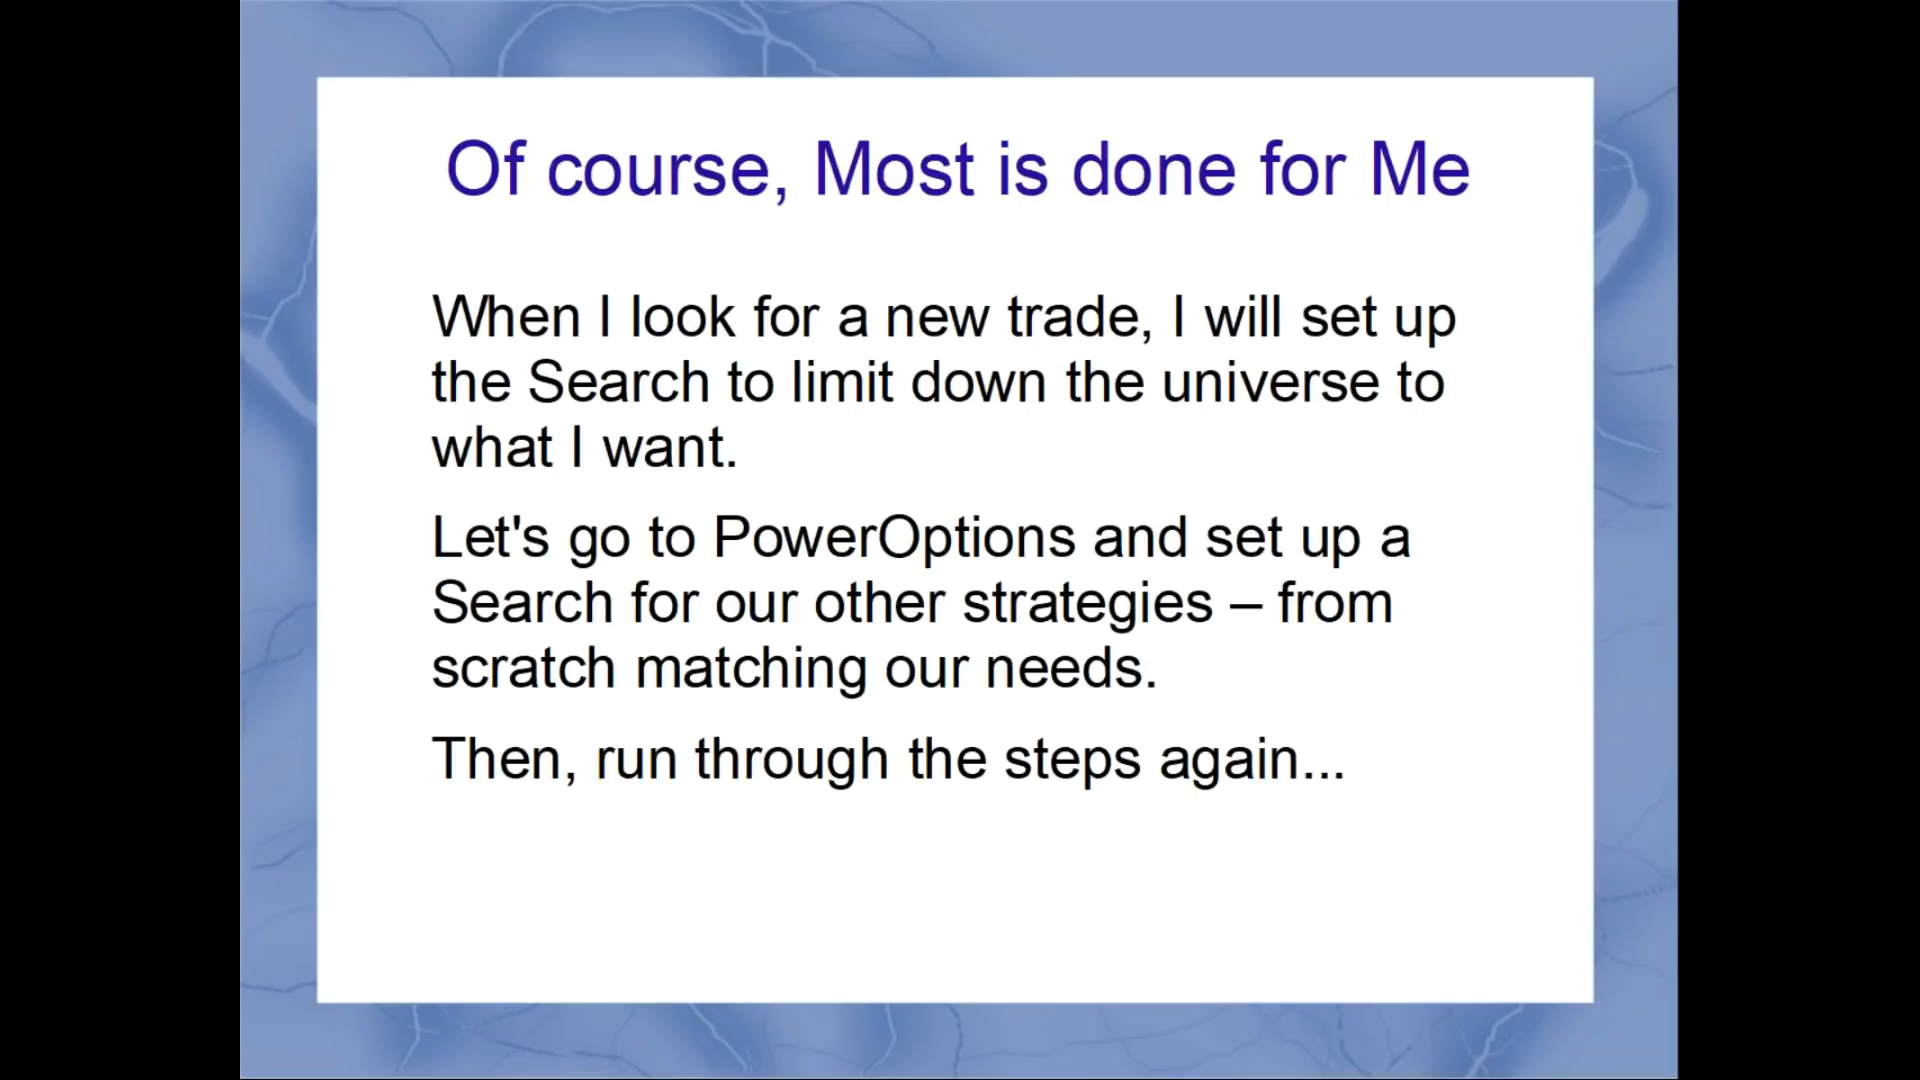 Of course, Most is done for Me
When I look for a new trade, I will set up
the Search to limit down the universe to
what I want.
Let's go to PowerOptions and set up a
Search for our other strategies – from
scratch matching our needs.
Then, run through the steps again...